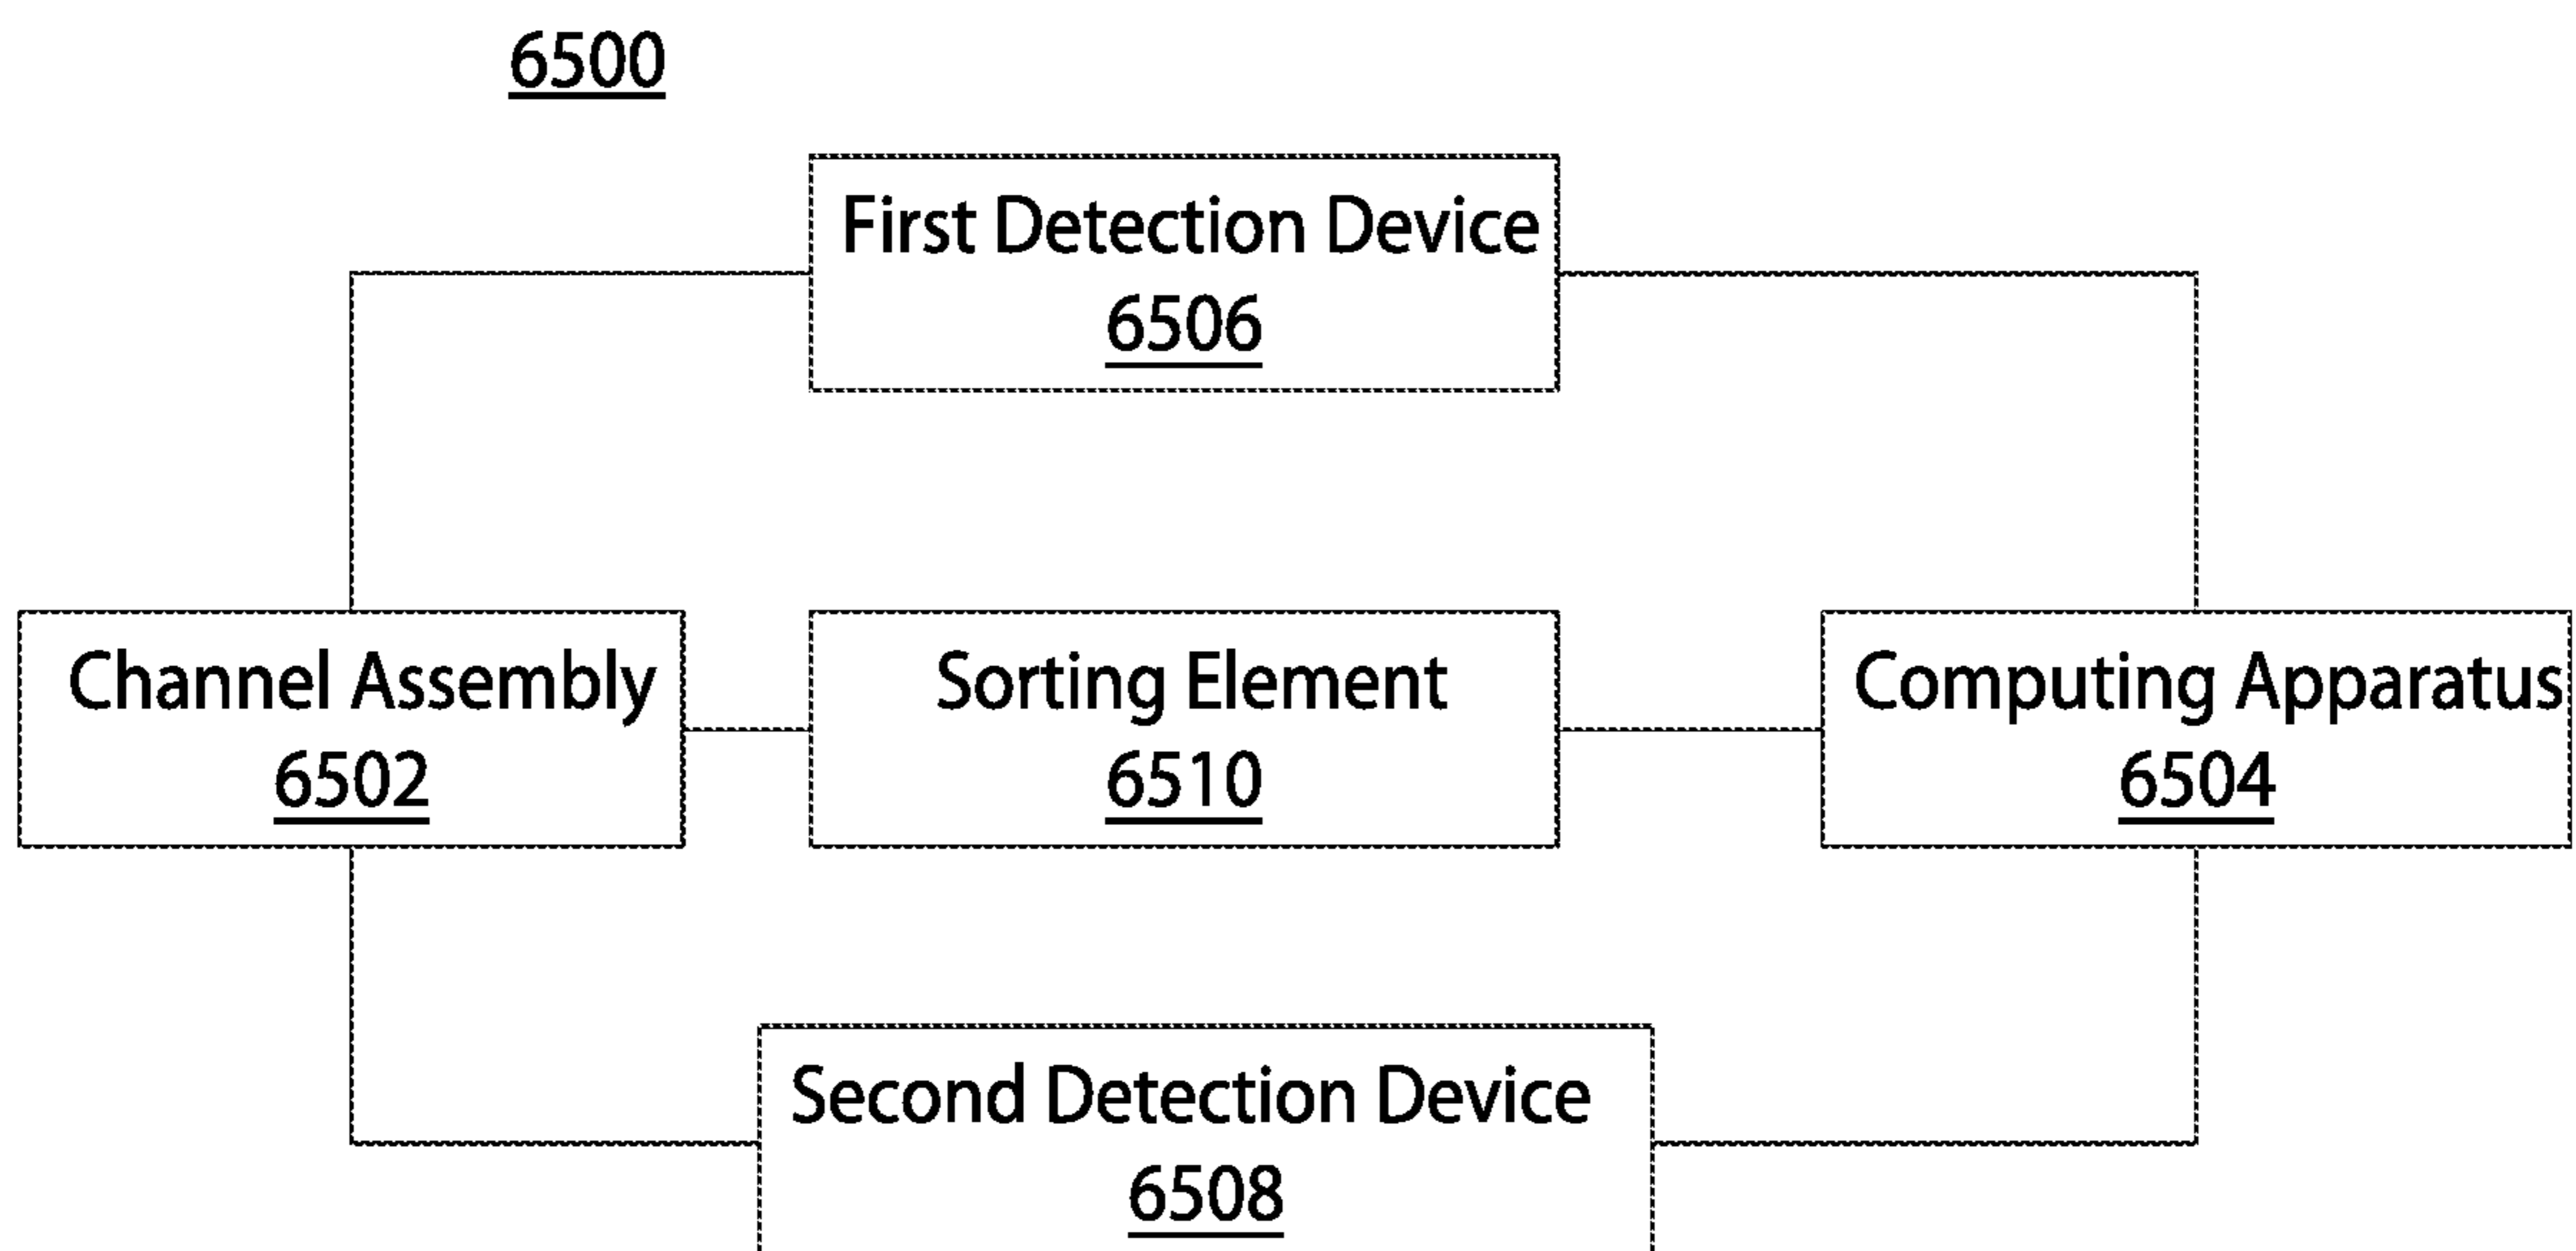 6500
First Detection Device
6506
Channel Assembly
6502
Sorting Element
6510
Computing Apparatus
6504
Second Detection Device
6508